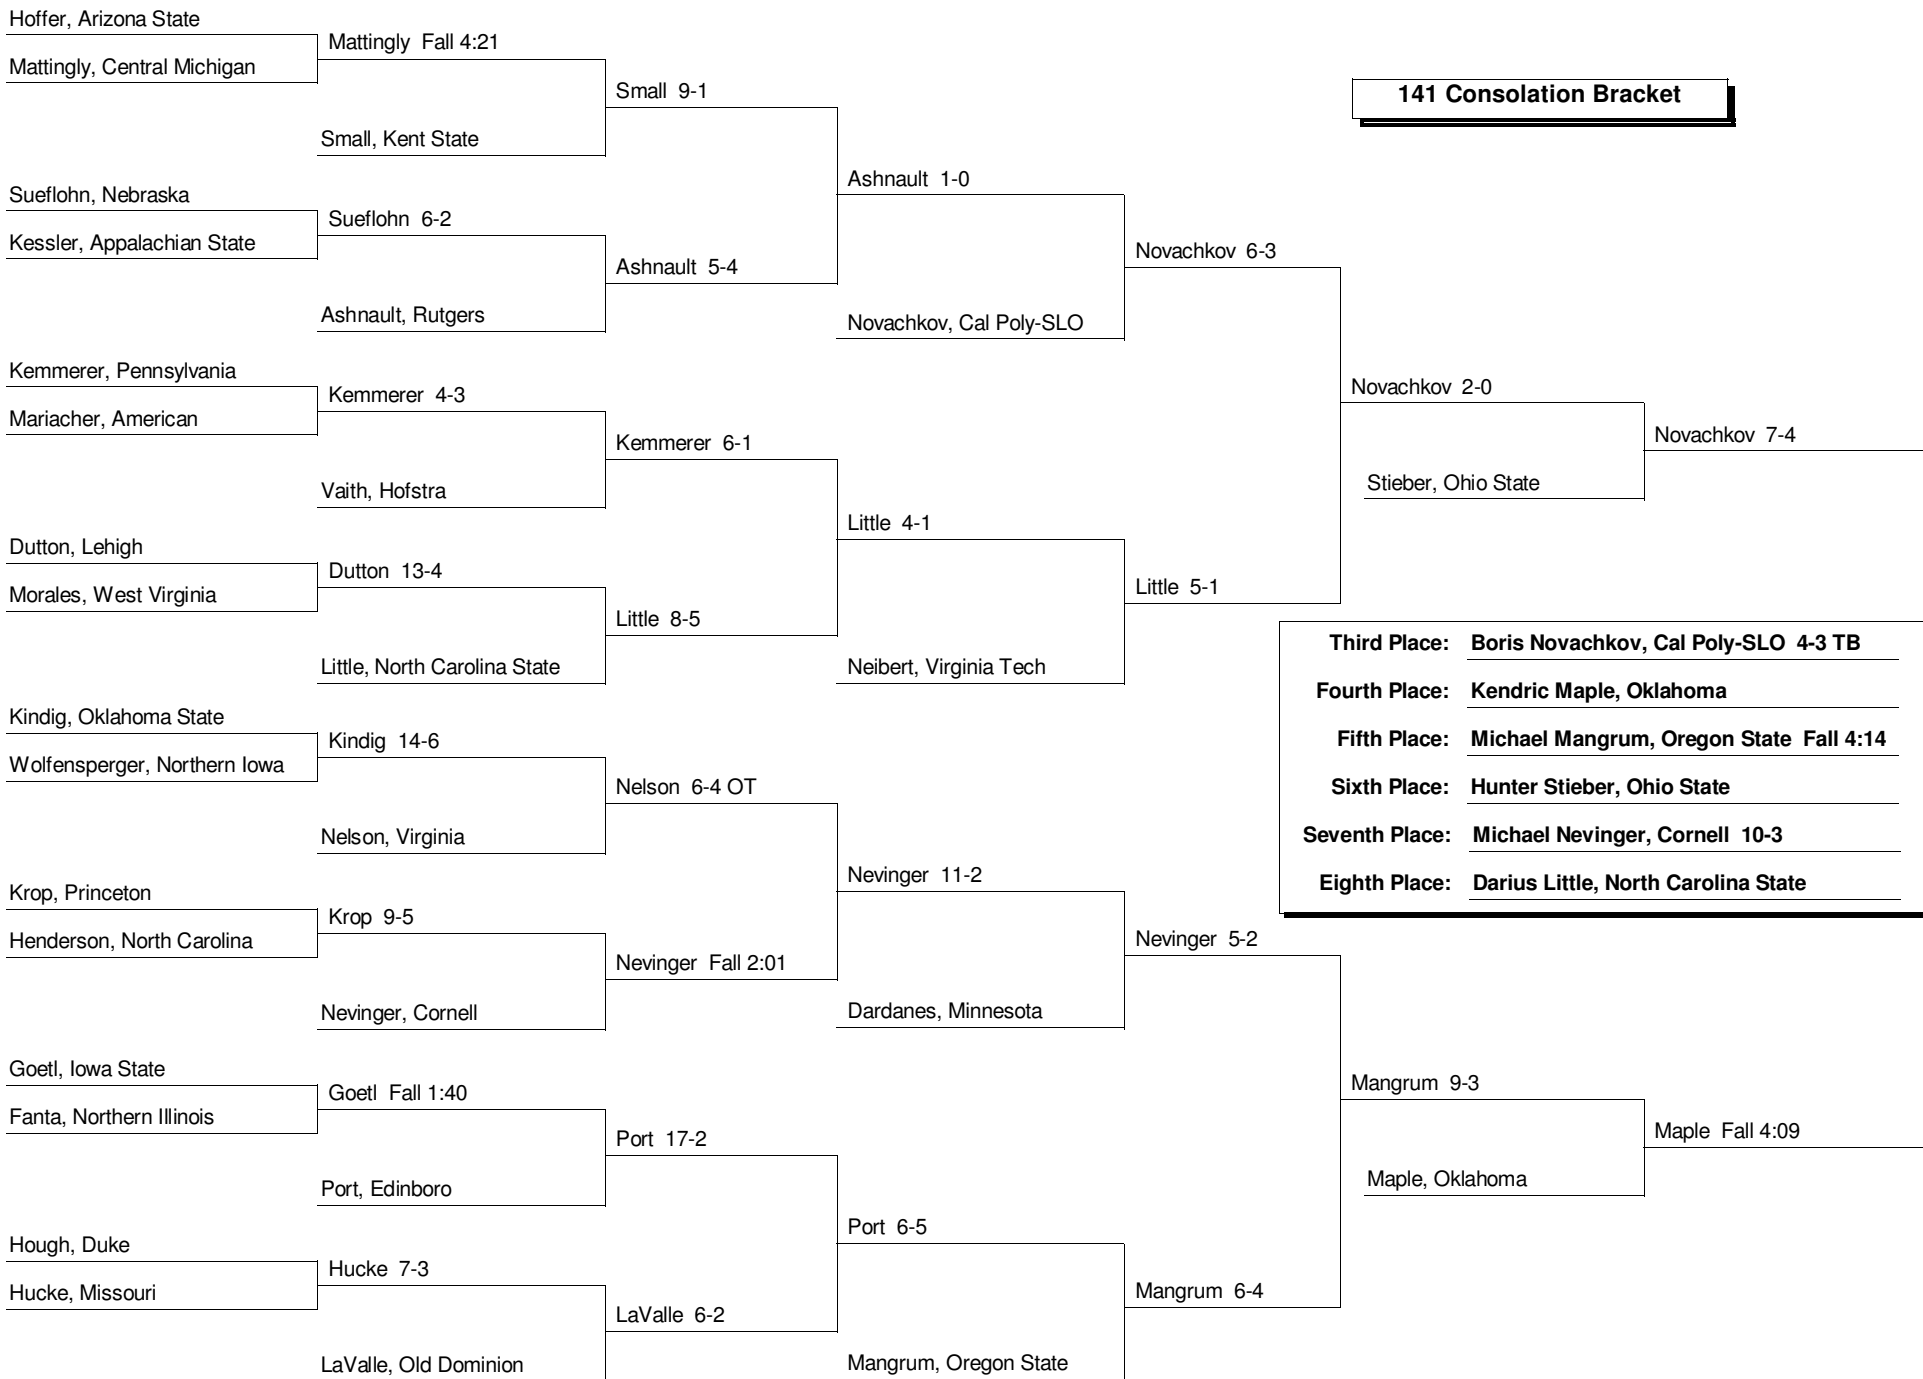 141 Consolation Bracket
Hoffer, Arizona State
Mattingly, Central Michigan
Sueflohn, Nebraska
Kessler, Appalachian State
Kemmerer, Pennsylvania
Mariacher, American
Dutton, Lehigh
Morales, West Virginia
Kindig, Oklahoma State
Wolfensperger, Northern Iowa
Krop, Princeton
Henderson, North Carolina
Goetl, Iowa State
Fanta, Northern Illinois
Hough, Duke
Hucke, Missouri
Mattingly Fall 4:21
Small, Kent State
Sueflohn 6-2
Ashnault, Rutgers
Kemmerer 4-3
Vaith, Hofstra
Dutton 13-4
Little, North Carolina State
Kindig 14-6
Nelson, Virginia
Krop 9-5
Nevinger, Cornell
Goetl Fall 1:40
Port, Edinboro
Hucke 7-3
LaValle, Old Dominion
Small 9-1
Ashnault 5-4
Kemmerer 6-1
Little 8-5
Nelson 6-4 OT
Nevinger Fall 2:01
Port 17-2
LaValle 6-2
Ashnault 1-0
Novachkov, Cal Poly-SLO
Little 4-1
Neibert, Virginia Tech
Nevinger 11-2
Dardanes, Minnesota
Port 6-5
Mangrum, Oregon State
Novachkov 6-3
Little 5-1
Nevinger 5-2
Mangrum 6-4
Novachkov 2-0
Stieber, Ohio State
Mangrum 9-3
Maple, Oklahoma
Novachkov 7-4
Maple Fall 4:09
Third Place: Boris Novachkov, Cal Poly-SLO 4-3 TB
Fourth Place: Kendric Maple, Oklahoma
Fifth Place: Michael Mangrum, Oregon State Fall 4:14
Sixth Place: Hunter Stieber, Ohio State
Seventh Place: Michael Nevinger, Cornell 10-3
Eighth Place: Darius Little, North Carolina State